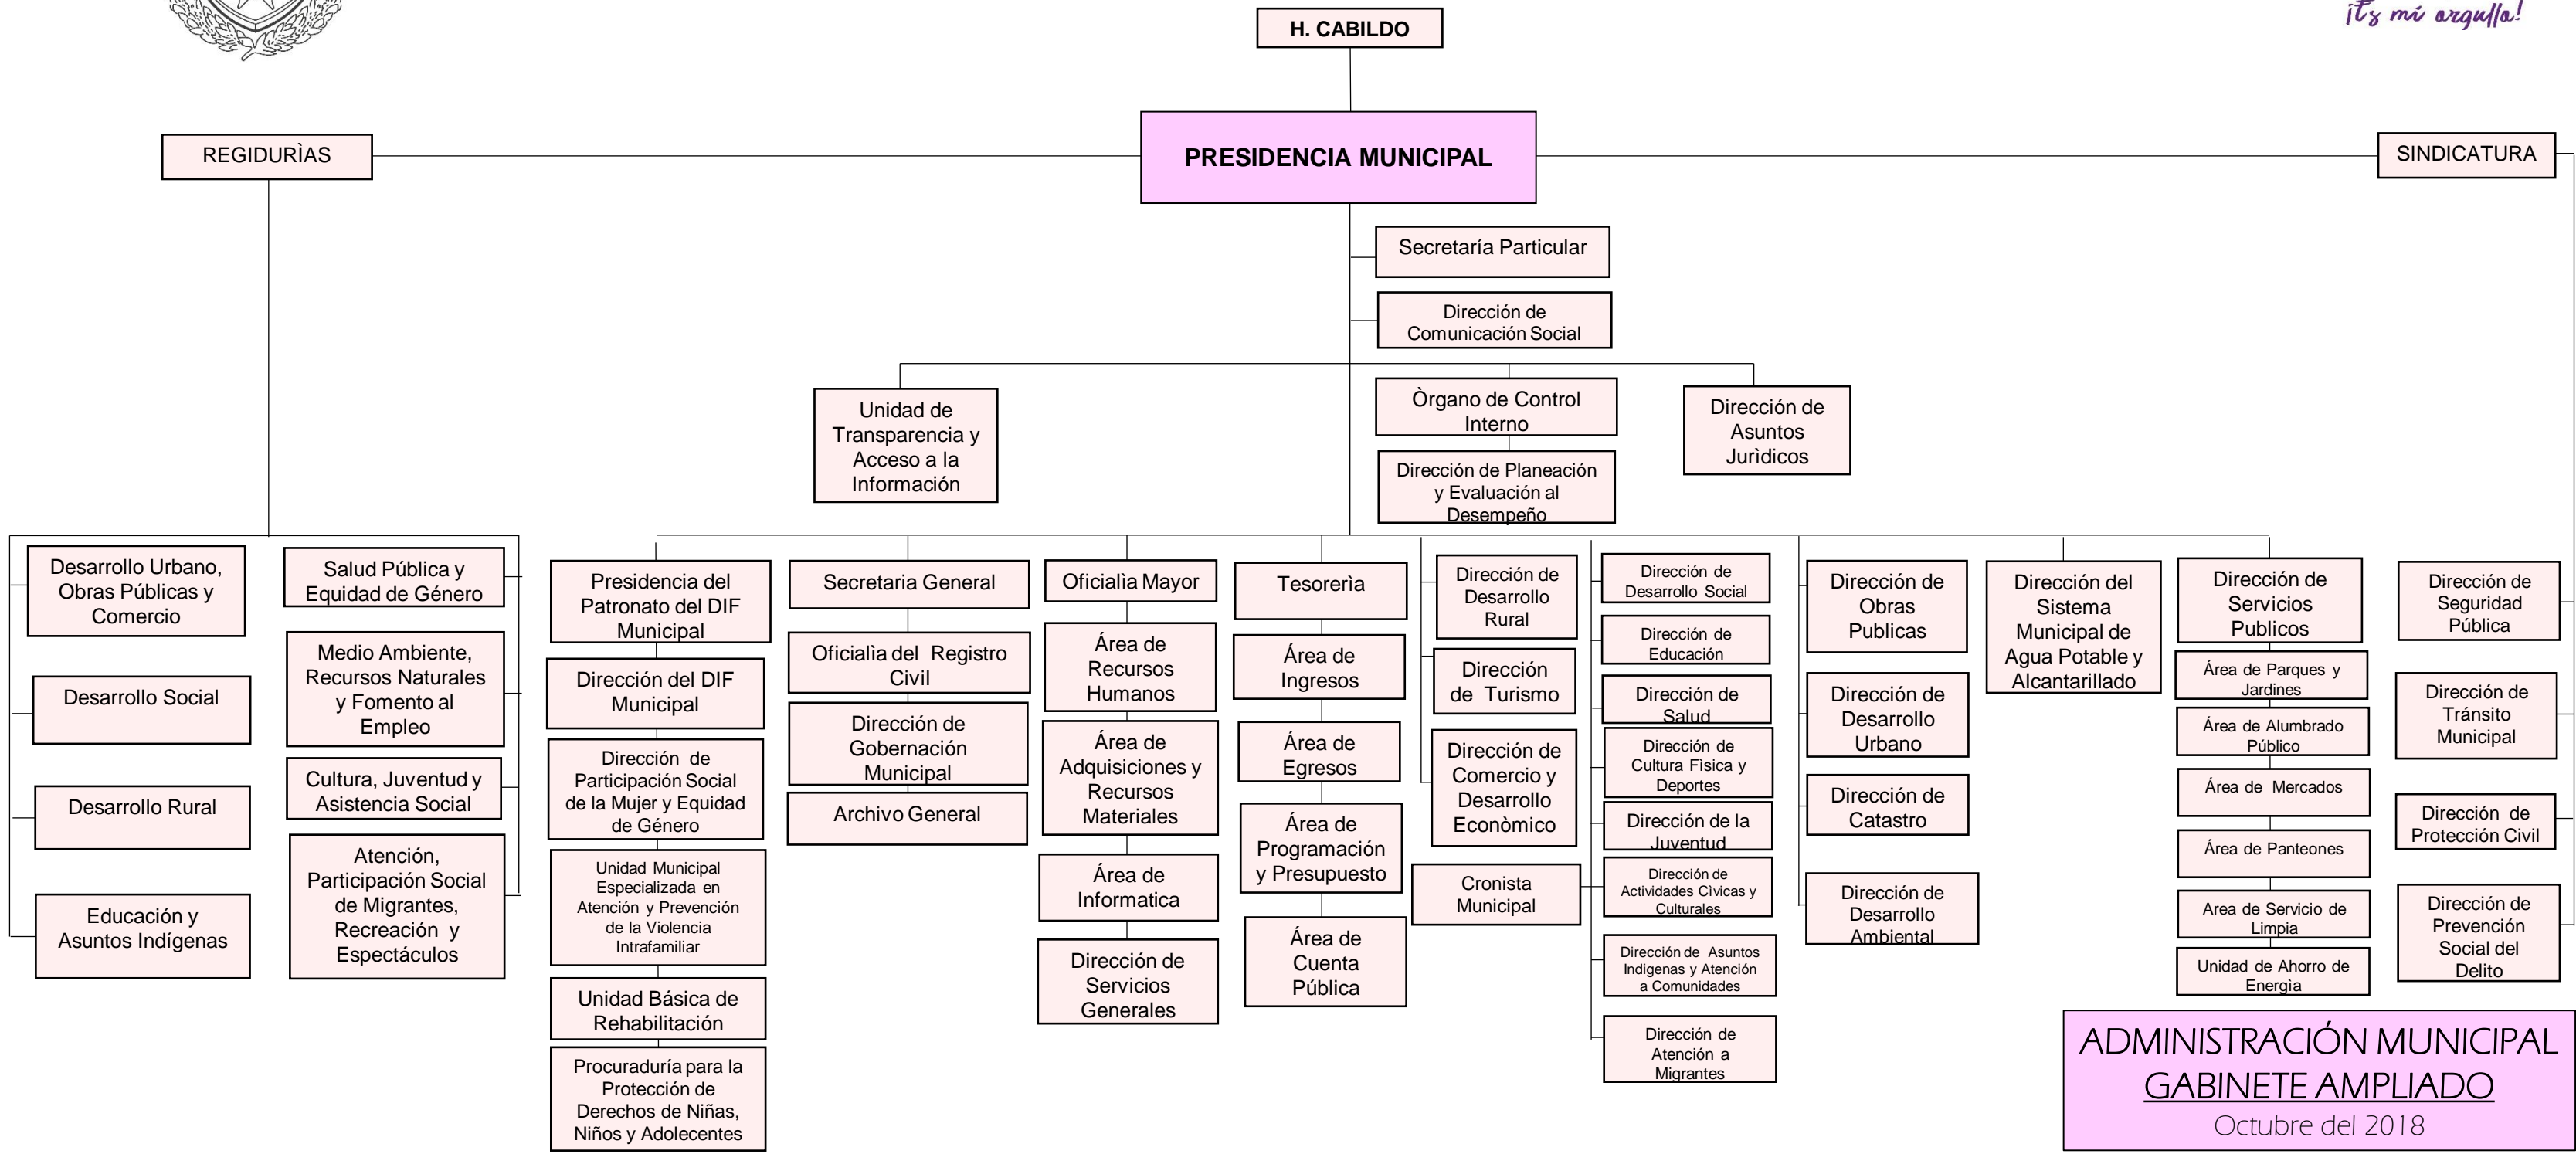 ¡Es mi orgullo!
H. CABILDO
REGIDURÌAS
PRESIDENCIA MUNICIPAL
SINDICATURA
Secretaría Particular
Dirección de
Comunicación Social
Unidad de
Transparencia y
Acceso a la
Información
Òrgano de Control
Interno
Dirección de Planeación
y Evaluación al
Desempeño
Dirección de
Asuntos
Jurìdicos
Desarrollo Urbano,
Obras Públicas y
Comercio
Desarrollo Social
Desarrollo Rural
Educación y
Asuntos Indígenas
Salud Pública y
Equidad de Género
Medio Ambiente,
Recursos Naturales
y Fomento al
Empleo
Cultura, Juventud y
Asistencia Social
Atención,
Participación Social
de Migrantes,
Recreación y
Espectáculos
Presidencia del
Patronato del DIF
Municipal
Dirección del DIF
Municipal
Dirección de
Participación Social
de la Mujer y Equidad
de Género
Unidad Municipal
Especializada en
Atención y Prevención
de la Violencia
Intrafamiliar
Unidad Básica de
Rehabilitación
Procuraduría para la
Protección de
Derechos de Niñas,
Niños y Adolecentes
Secretaria General
Oficialìa del Registro
Civil
Dirección de
Gobernación
Municipal
Archivo General
Oficialìa Mayor
Área de
Recursos
Humanos
Área de
Adquisiciones y
Recursos
Materiales
Área de
Informatica
Dirección de
Servicios
Generales
Tesorerìa
Área de
Ingresos
Área de
Egresos
Área de
Programación
y Presupuesto
Área de
Cuenta
Pública
Dirección de
Desarrollo
Rural
Dirección
de Turismo
Dirección de
Comercio y
Desarrollo
Econòmico
Cronista
Municipal
Dirección de
Desarrollo Social
Dirección de
Educación
Dirección de
Salud
Dirección de
Cultura Fìsica y
Deportes
Dirección de la
Juventud
Dirección de
Actividades Cìvicas y
Culturales
Dirección de Asuntos
Indigenas y Atención
a Comunidades
Dirección de
Atención a
Migrantes
Dirección de
Obras
Publicas
Dirección de
Desarrollo
Urbano
Dirección de
Catastro
Dirección de
Desarrollo
Ambiental
Dirección del
Sistema
Municipal de
Agua Potable y
Alcantarillado
Dirección de
Servicios
Publicos
Área de Parques y
Jardines
Área de Alumbrado
Público
Área de Mercados
Área de Panteones
Area de Servicio de
Limpia
Unidad de Ahorro de
Energìa
Dirección de
Seguridad
Pública
Dirección de
Tránsito
Municipal
Dirección de
Protección Civil
Dirección de
Prevención
Social del
Delito
ADMINISTRACIÓN MUNICIPAL
GABINETE AMPLIADO
Octubre del 2018